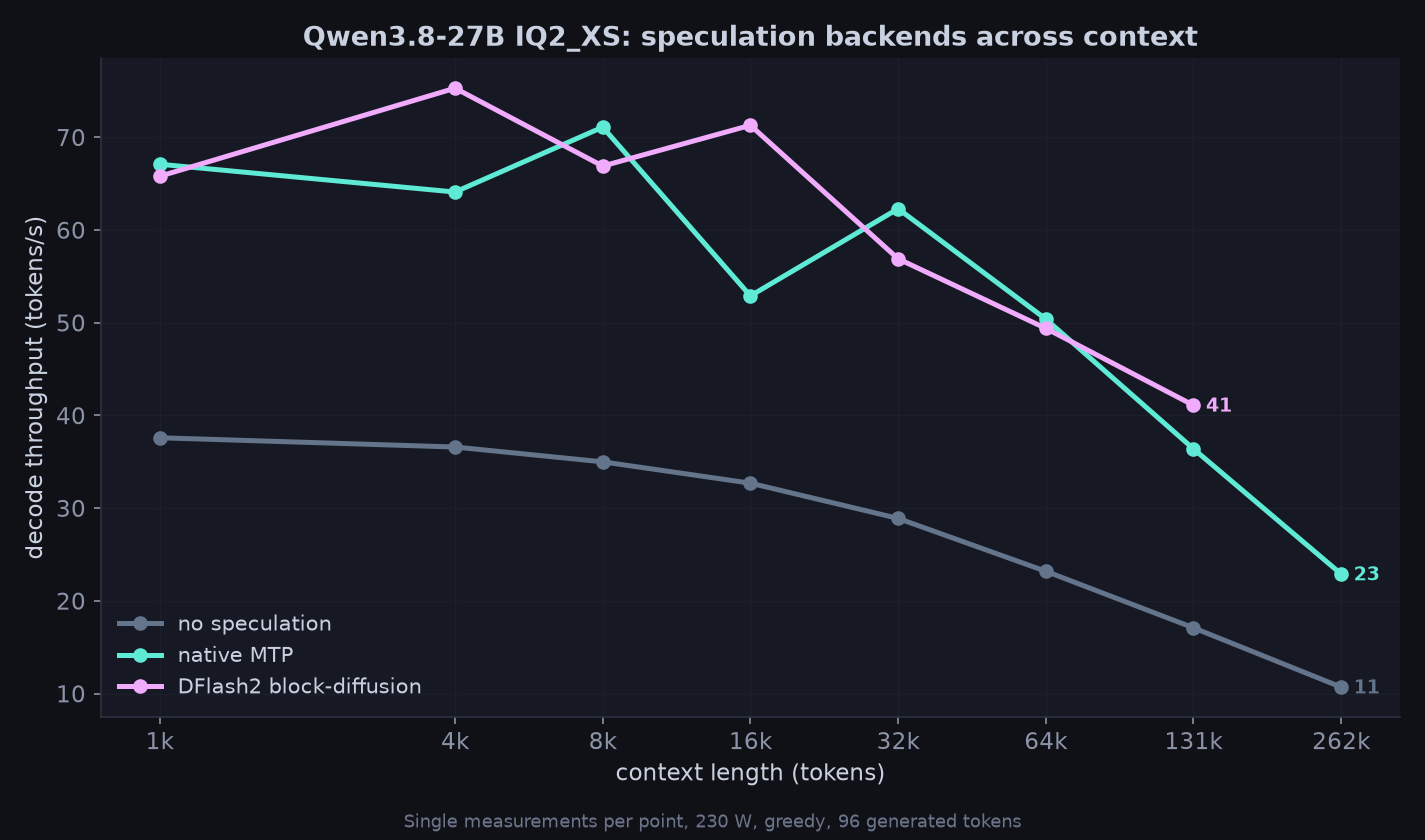 Qwen3.8-27B IQ2_XS: speculation backends across context
decode throughput (tokens/s)
70
60
50
40
30
20
10
41
23
11
no speculation
native MTP
DFlash2 block-diffusion
1k 4k 8k 16k 32k 64k 131k 262k
context length (tokens)
Single measurements per point, 230 W, greedy, 96 generated tokens